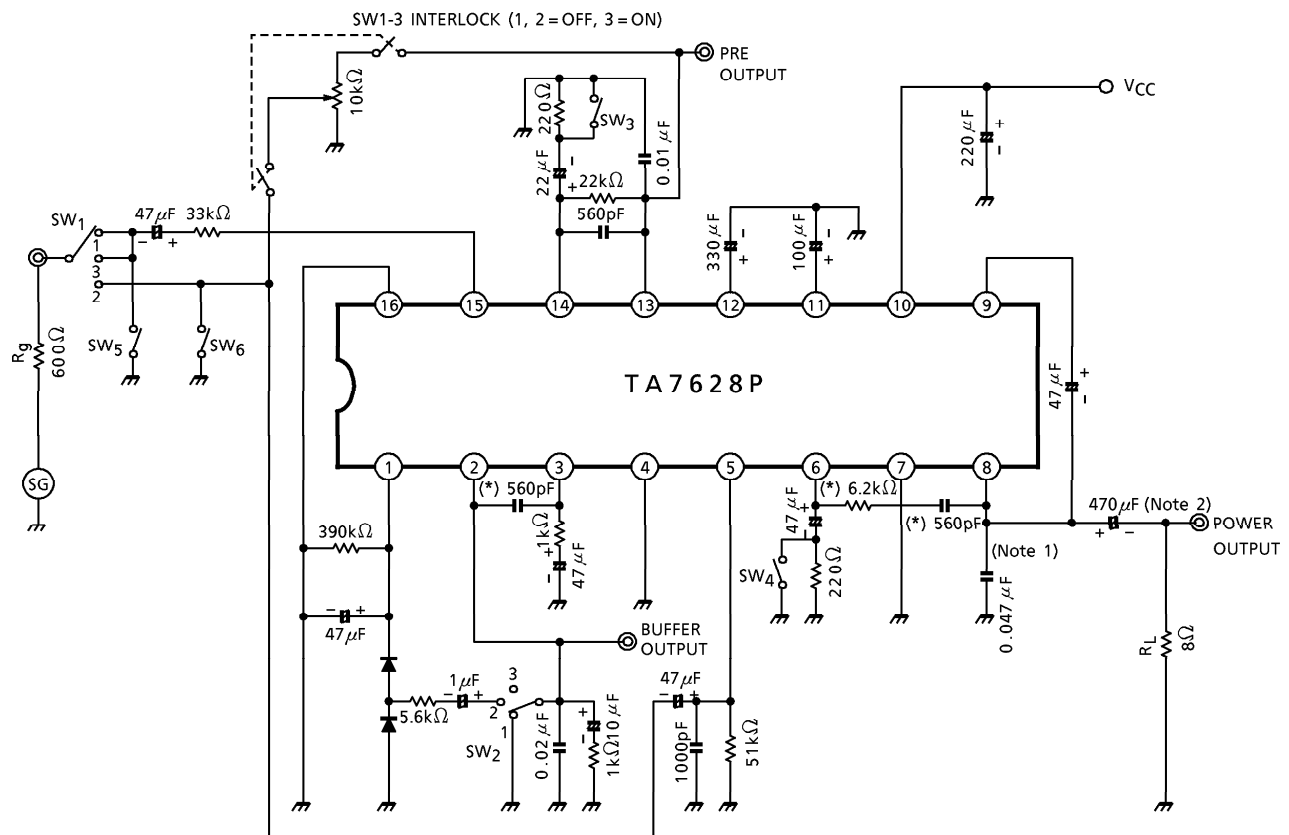 SW1-3 INTERLOCK (1, 2 = OFF, 3 = ON)
PRE
OUTPUT
10kΩ
220Ω
SW3
22μF
-
+
22kΩ
560pF
0.01μF
VCC
220μF
+
-
SW1
1
3
2
47μF
-
+
33kΩ
Rg
600Ω
SW5
SW6
SG
330μF
-
+
100μF
-
+
16
15
14
13
12
11
10
9
TA7628P
47μF
+
-
1
2
3
4
5
6
7
8
390kΩ
-
+
47μF
(*) 560pF
1kΩ
+
-
47μF
(*) 6.2kΩ
47μF
+
-
(*) 560pF
SW4
220Ω
(Note 1)
0.047μF
470μF (Note 2)
+
-
POWER
OUTPUT
RL
8Ω
BUFFER
OUTPUT
5.6kΩ
1μF
-
+
3
2
1
SW2
0.02μF
+
-
10μF
1kΩ
47μF
-
+
1000pF
51kΩ